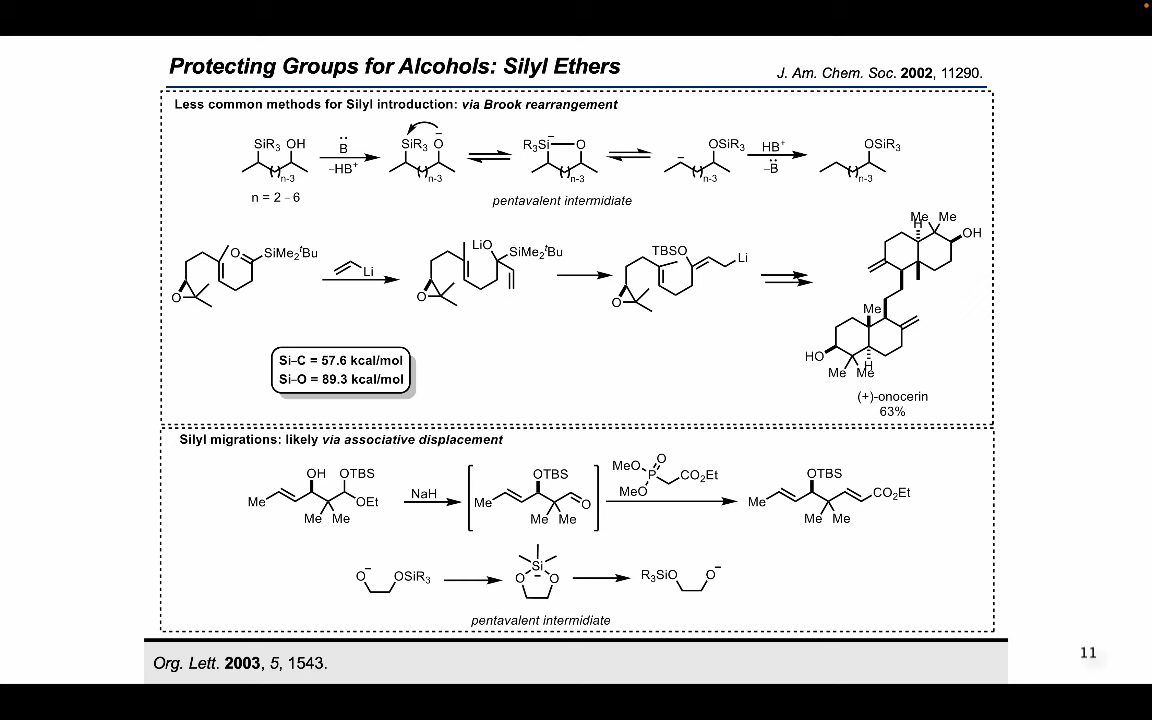 Protecting Groups for Alcohols: Silyl Ethers
J. Am. Chem. Soc. 2002, 11290.
Less common methods for Silyl introduction: via Brook rearrangement
SiR3 OH
B
–HB+
SiR3 O–
R3Si– O
OSiR3
HB+
–B
OSiR3
n-3
n-3
n-3
n-3
n-3
n = 2 – 6
pentavalent intermidiate
O
SiMe2tBu
O
Li
LiO
SiMe2tBu
O
TBSO
Li
O
Me Me
H
OH
Me
HO
H
Me Me
(+)-onocerin
63%
Si–C = 57.6 kcal/mol
Si–O = 89.3 kcal/mol
Silyl migrations: likely via associative displacement
OH OTBS
Me
OEt
Me Me
NaH
OTBS
Me
O
Me Me
MeO
O
P
CO2Et
MeO
OTBS
Me
CO2Et
Me Me
O– OSiR3
Si
O – O
R3SiO O–
pentavalent intermidiate
Org. Lett. 2003, 5, 1543.
11